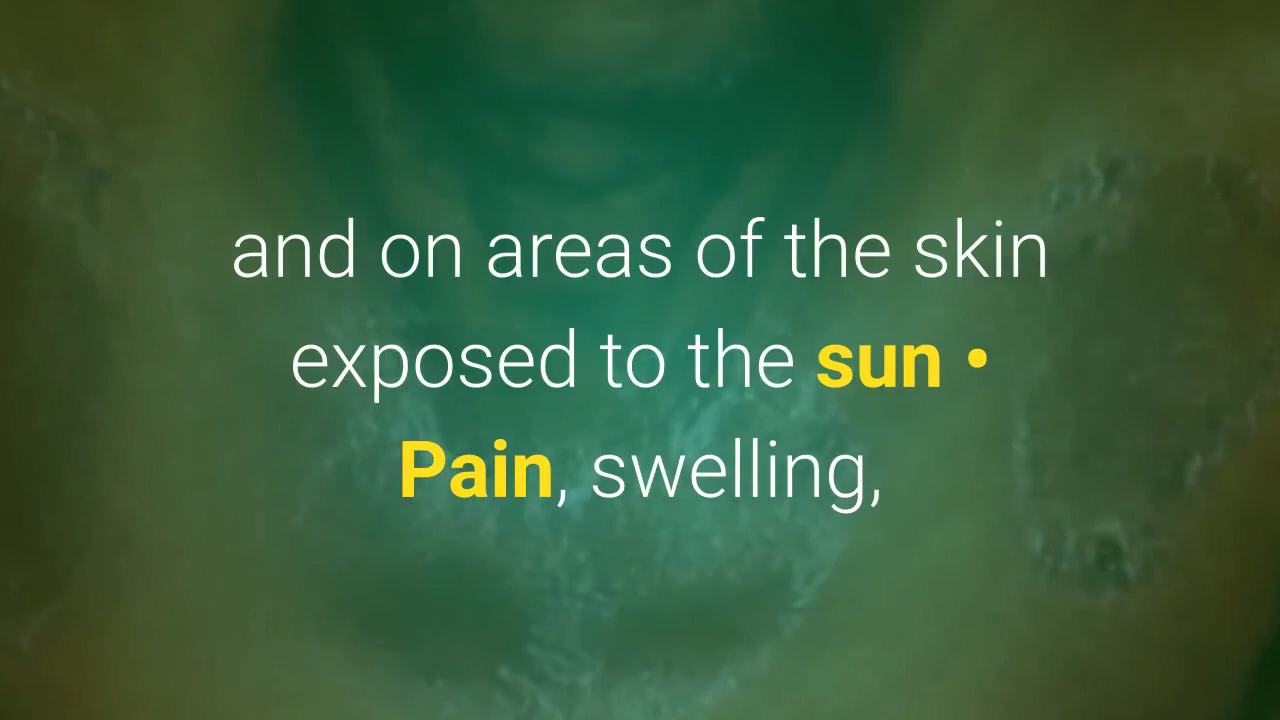 and on areas of the skin
exposed to the sun •
Pain, swelling,